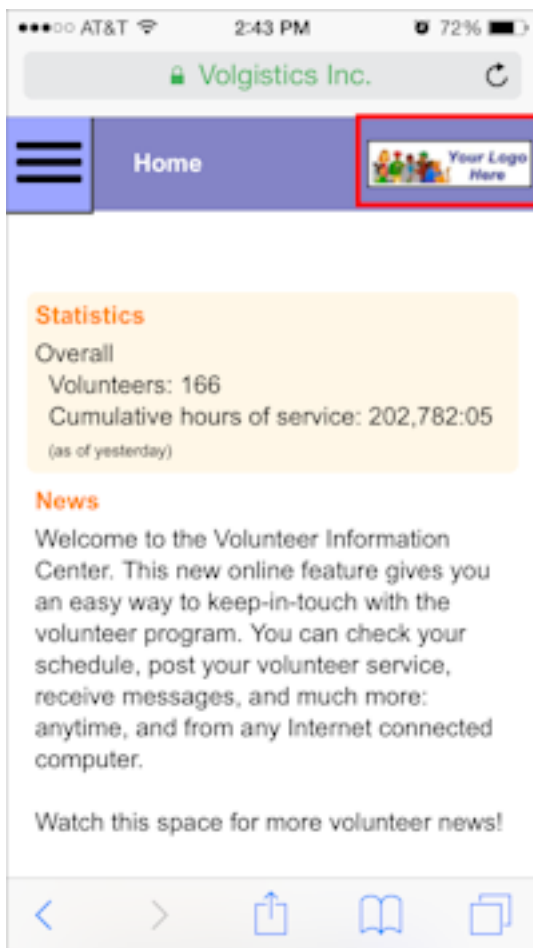 AT&T 2:43 PM 72%
Volgistics Inc.
Home
Your Logo
Here
Statistics
Overall
Volunteers: 166
Cumulative hours of service: 202,782:05
(as of yesterday)
News
Welcome to the Volunteer Information
Center. This new online feature gives you
an easy way to keep-in-touch with the
volunteer program. You can check your
schedule, post your volunteer service,
receive messages, and much more:
anytime, and from any Internet connected
computer.
Watch this space for more volunteer news!